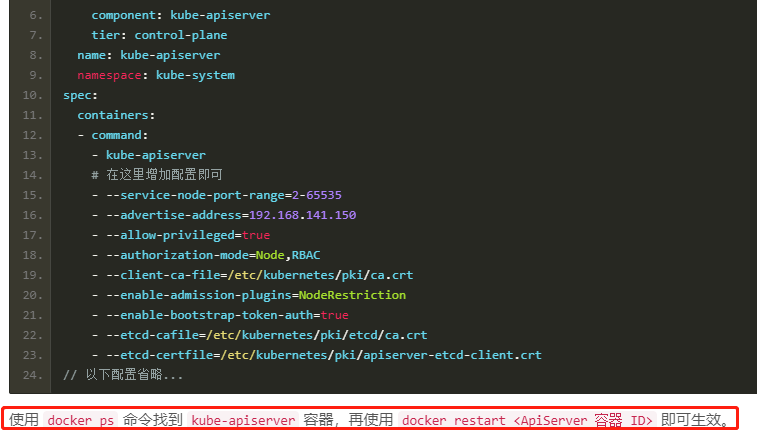 6. component: kube-apiserver
7. tier: control-plane
8. name: kube-apiserver
9. namespace: kube-system
10. spec:
11. containers:
12. - command:
13. - kube-apiserver
14. # 在这里增加配置即可
15. - --service-node-port-range=2-65535
16. - --advertise-address=192.168.141.150
17. - --allow-privileged=true
18. - --authorization-mode=Node,RBAC
19. - --client-ca-file=/etc/kubernetes/pki/ca.crt
20. - --enable-admission-plugins=NodeRestriction
21. - --enable-bootstrap-token-auth=true
22. - --etcd-cafile=/etc/kubernetes/pki/etcd/ca.crt
23. - --etcd-certfile=/etc/kubernetes/pki/apiserver-etcd-client.crt
24. // 以下配置省略...
使用 docker ps 命令找到 kube-apiserver 容器，再使用 docker restart <ApiServer 容器 ID> 即可生效。